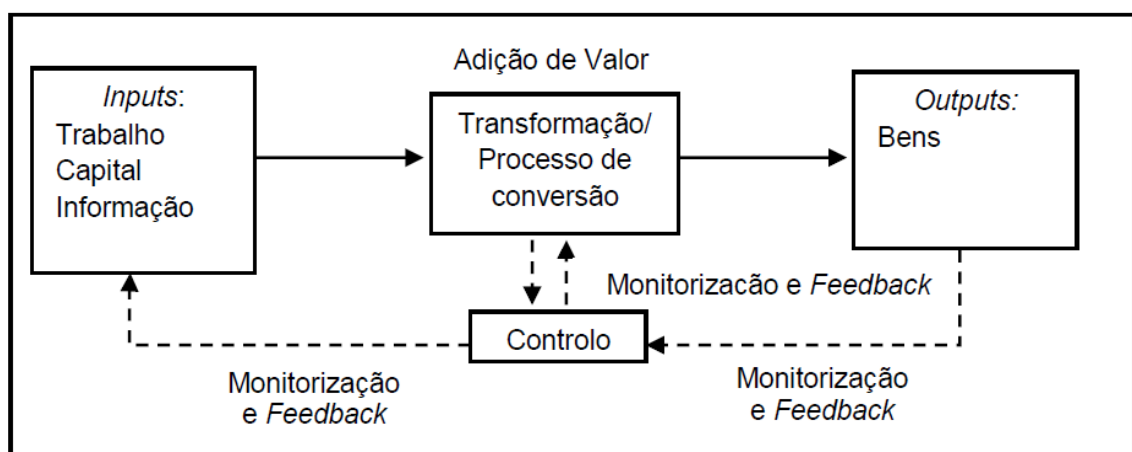 Adição de Valor
Inputs:
Trabalho
Capital
Informação
Transformação/
Processo de
conversão
Outputs:
Bens
Monitorizacão e Feedback
Controlo
Monitorização
e Feedback
Monitorização
e Feedback